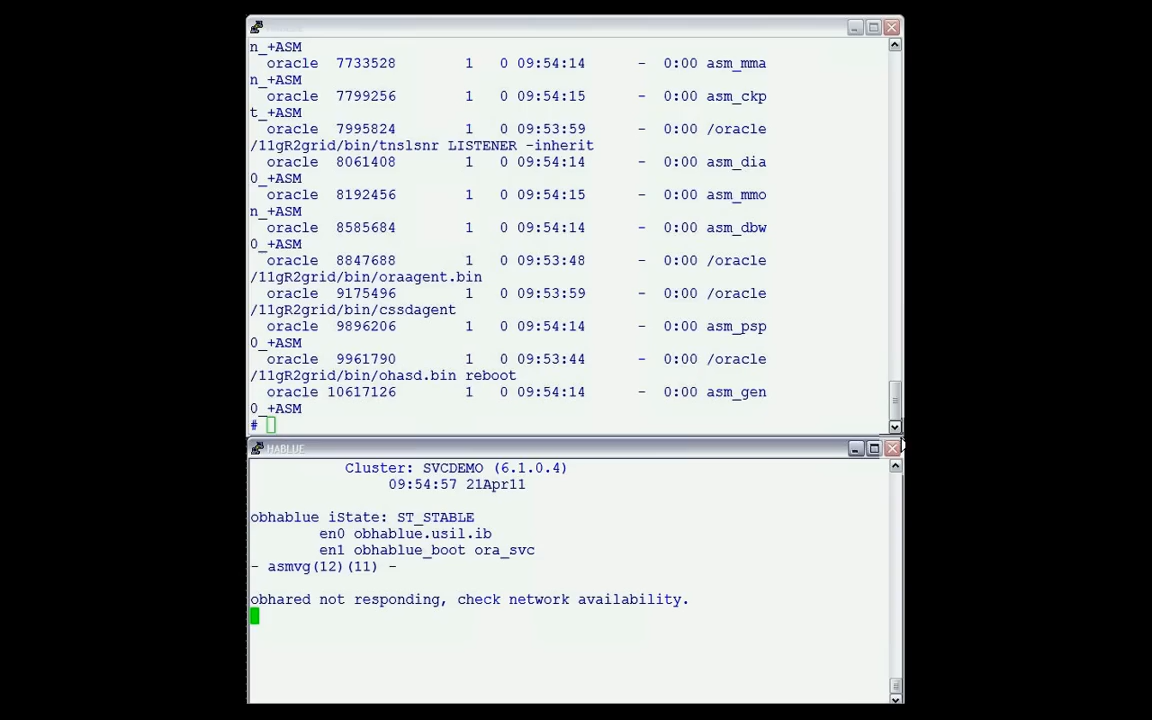 n_+ASM
oracle 7733528 1 0 09:54:14 - 0:00 asm_mma
n_+ASM
oracle 7799256 1 0 09:54:15 - 0:00 asm_ckp
t_+ASM
oracle 7995824 1 0 09:53:59 - 0:00 /oracle
/11gR2grid/bin/tnslsnr LISTENER -inherit
oracle 8061408 1 0 09:54:14 - 0:00 asm_dia
0_+ASM
oracle 8192456 1 0 09:54:15 - 0:00 asm_mmo
n_+ASM
oracle 8585684 1 0 09:54:14 - 0:00 asm_dbw
0_+ASM
oracle 8847688 1 0 09:53:48 - 0:00 /oracle
/11gR2grid/bin/oraagent.bin
oracle 9175496 1 0 09:53:59 - 0:00 /oracle
/11gR2grid/bin/cssdagent
oracle 9896206 1 0 09:54:14 - 0:00 asm_psp
0_+ASM
oracle 9961790 1 0 09:53:44 - 0:00 /oracle
/11gR2grid/bin/ohasd.bin reboot
oracle 10617126 1 0 09:54:14 - 0:00 asm_gen
0_+ASM
#
HABLUE
Cluster: SVCDEMO (6.1.0.4)
09:54:57 21Apr11
obhablue iState: ST_STABLE
en0 obhablue.usil.ib
en1 obhablue_boot ora_svc
- asmvg(12)(11) -
obhared not responding, check network availability.